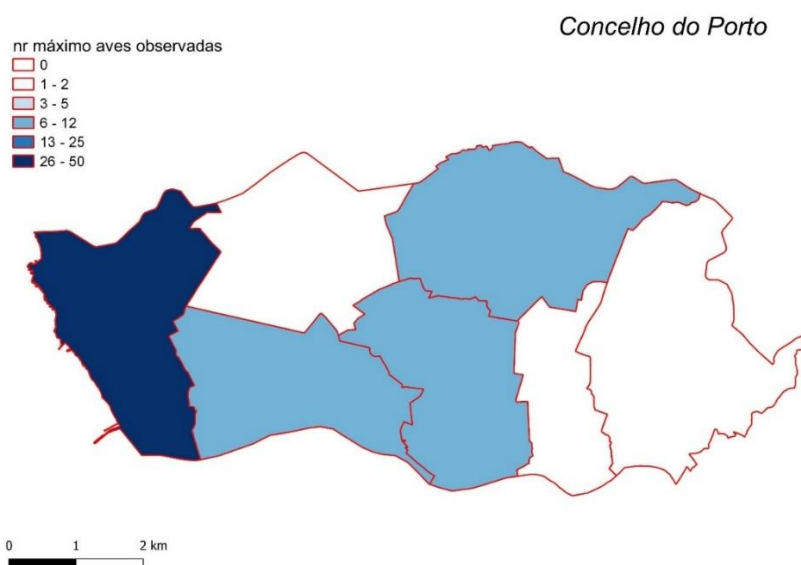 Concelho do Porto
nr máximo aves observadas
0
1 - 2
3 - 5
6 - 12
13 - 25
26 - 50
0 1 2 km